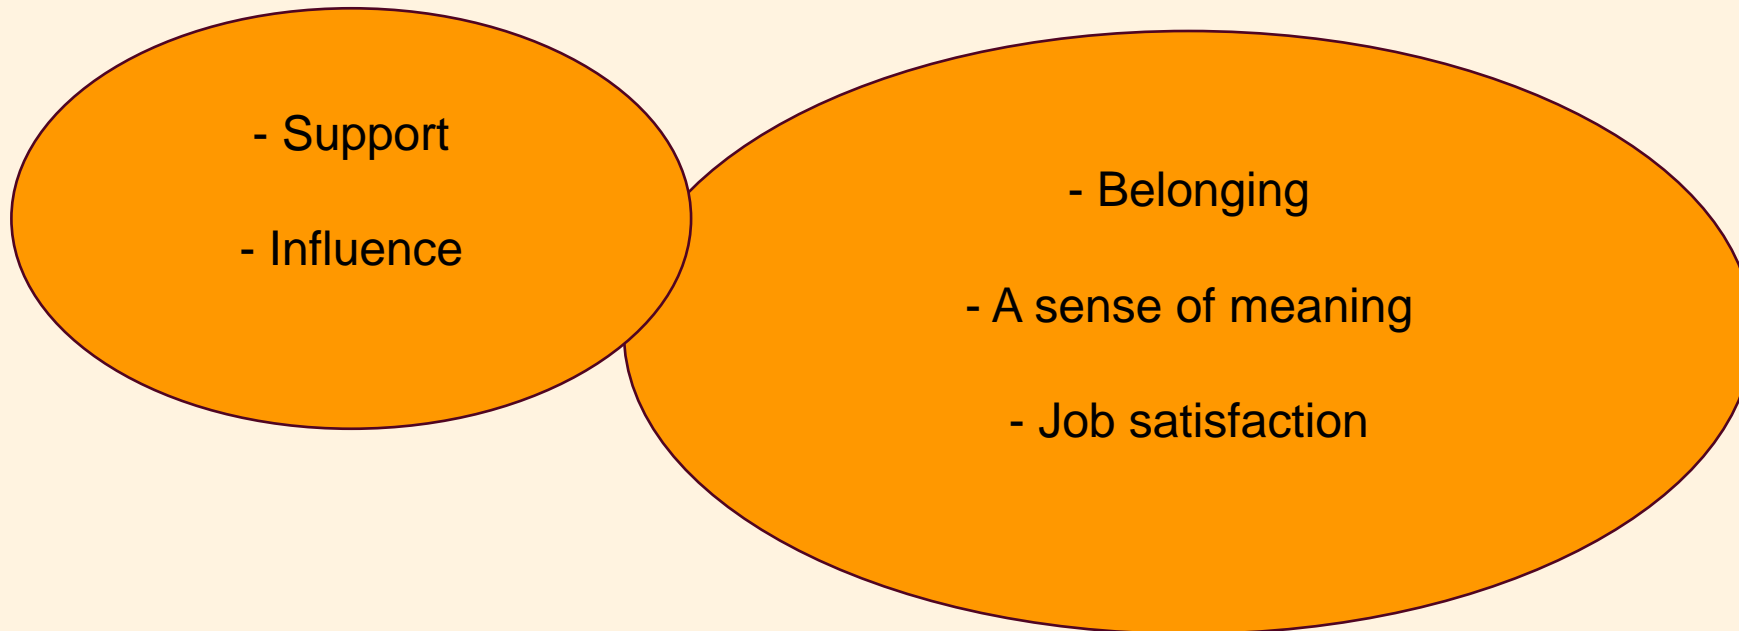 - Support
- Influence
- Belonging
- A sense of meaning
- Job satisfaction